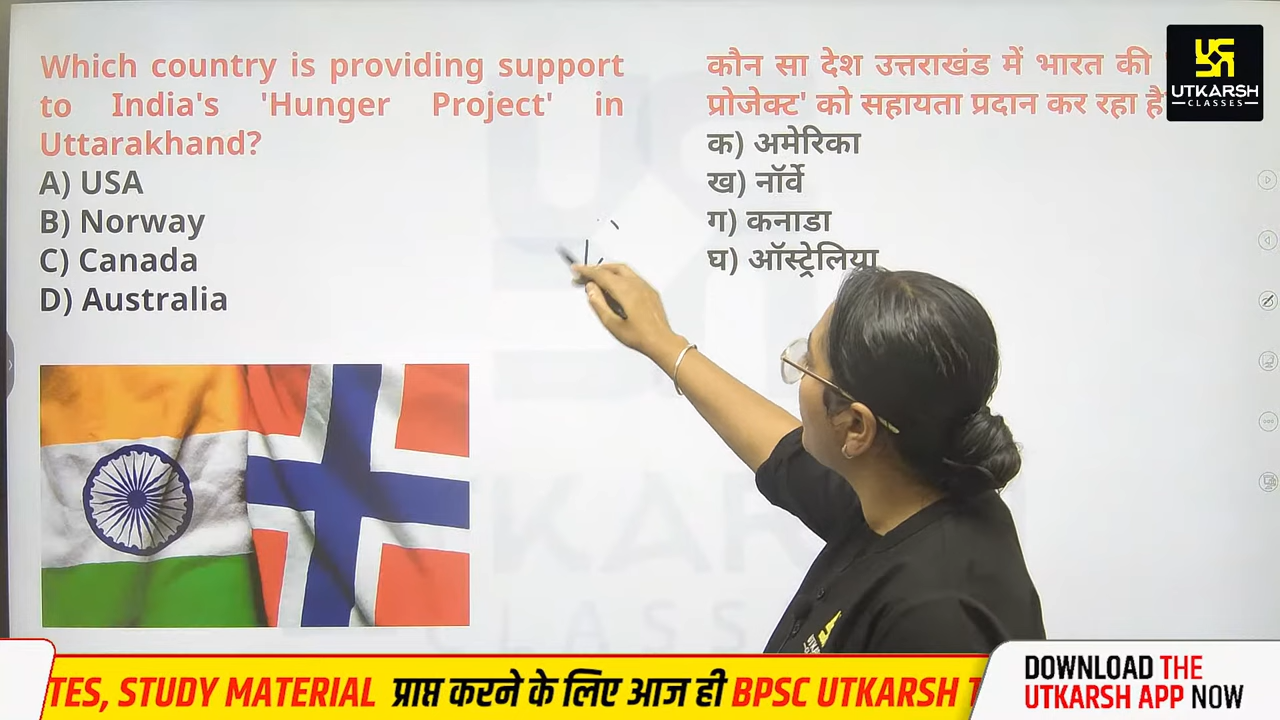 Which country is providing support
to India's 'Hunger Project' in
Uttarakhand?
A) USA
B) Norway
C) Canada
D) Australia
कौन सा देश उत्तराखंड में भारत की
प्रोजेक्ट' को सहायता प्रदान कर रहा है
क) अमेरिका
ख) नॉर्वे
ग) कनाडा
घ) ऑस्ट्रेलिया
UTKARSH
CLASSES
TES, STUDY MATERIAL प्राप्त करने के लिए आज ही BPSC UTKARSH
DOWNLOAD THE
UTKARSH APP NOW